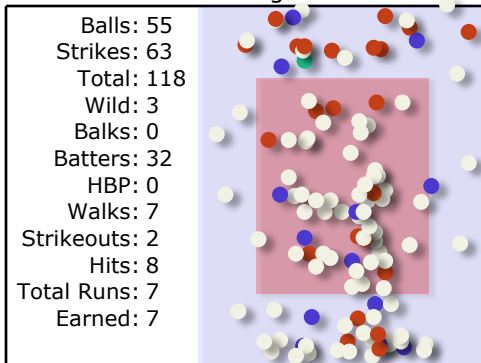 Balls: 55
Strikes: 63
Total: 118
Wild: 3
Balks: 0
Batters: 32
HBP: 0
Walks: 7
Strikeouts: 2
Hits: 8
Total Runs: 7
Earned: 7